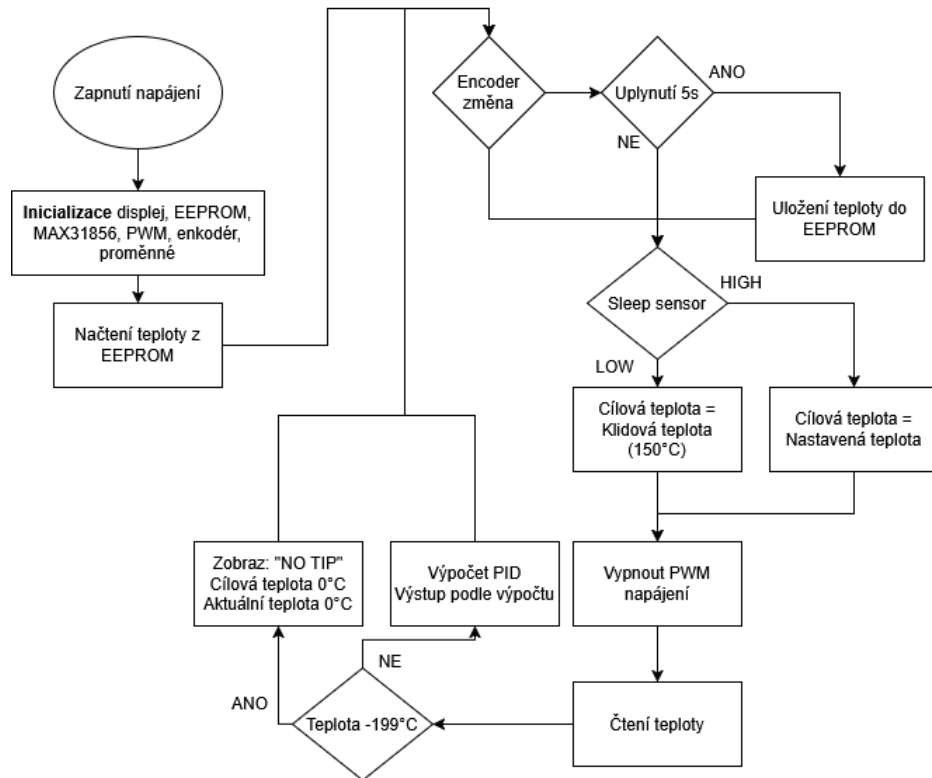 Zapnutí napájení
Inicializace displej, EEPROM,
MAX31856, PWM, enkodér,
proměnné
Načtení teploty z
EEPROM
Encoder
změna
Uplynutí 5s
ANO
NE
Uložení teploty do
EEPROM
Sleep sensor
HIGH
LOW
Cílová teplota =
Klidová teplota
(150°C)
Cílová teplota =
Nastavená teplota
Vypnout PWM
napájení
Čtení teploty
Teplota -199°C
ANO
NE
Zobraz: "NO TIP"
Cílová teplota 0°C
Aktuální teplota 0°C
Výpočet PID
Výstup podle výpočtu